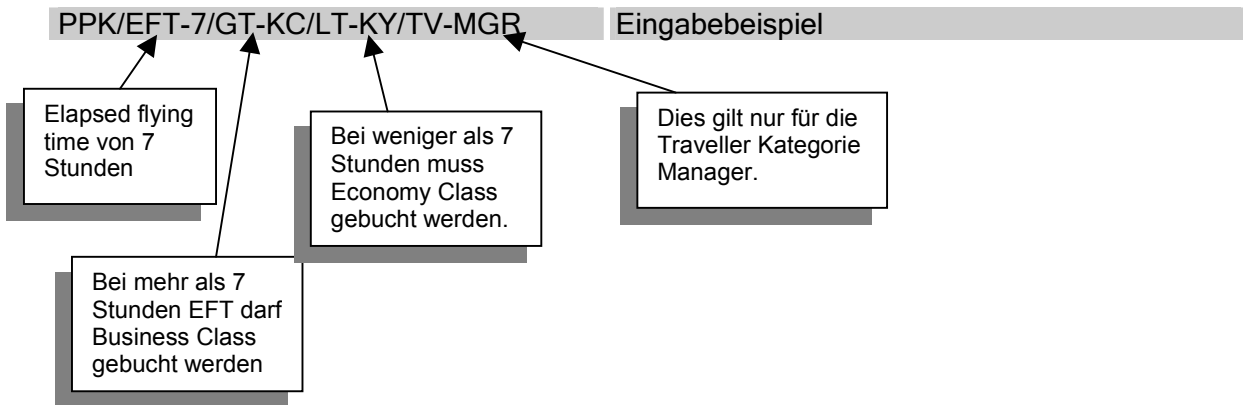 PPK/EFT-7/GT-KC/LT-KY/TV-MGR Eingabebeispiel
Elapsed flying
time von 7
Stunden
Bei weniger als 7
Stunden muss
Economy Class
gebucht werden.
Dies gilt nur für die
Traveller Kategorie
Manager.
Bei mehr als 7
Stunden EFT darf
Business Class
gebucht werden